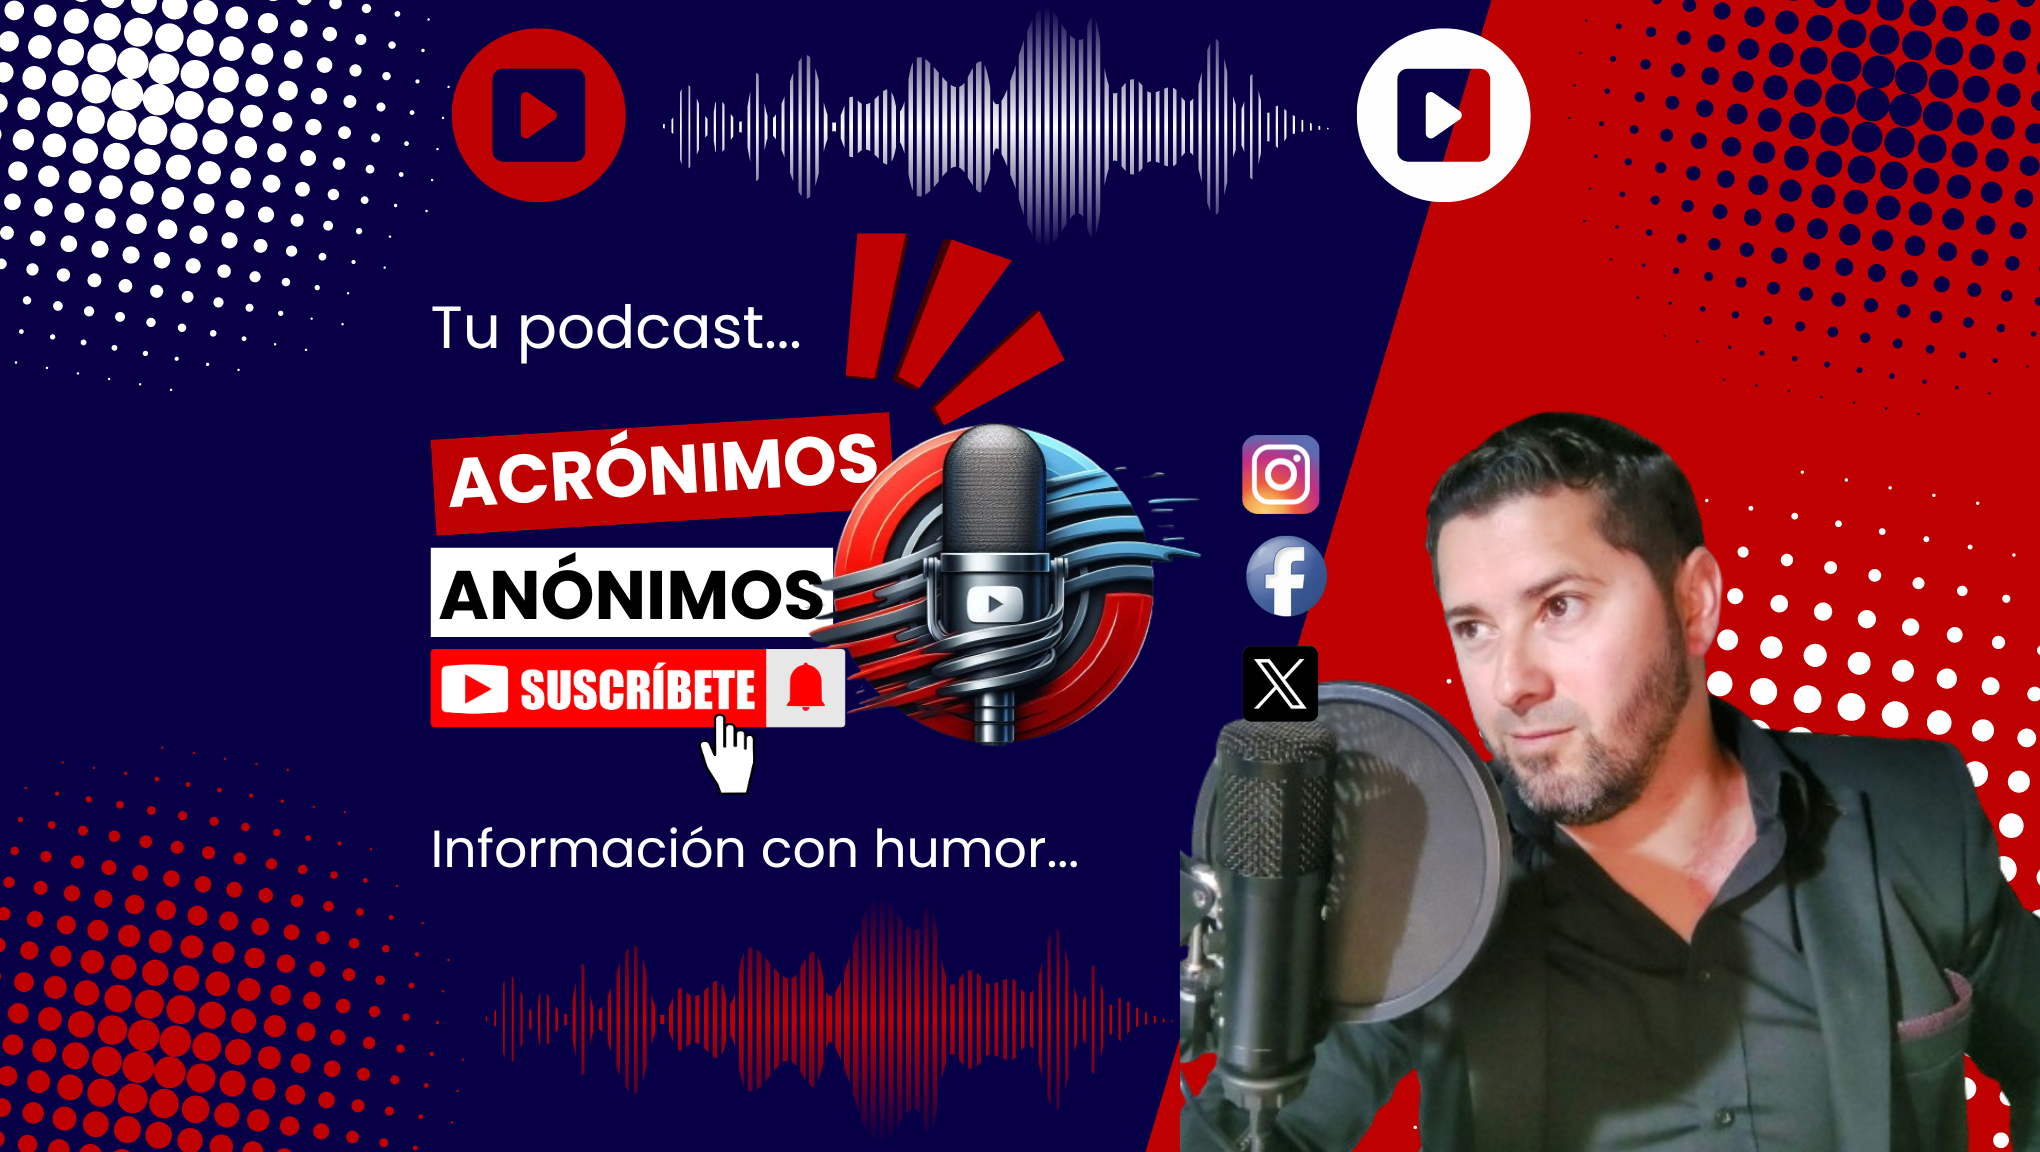 Tu podcast...
ACRÓNIMOS
ANÓNIMOS
SUSCRÍBETE
Información con humor...